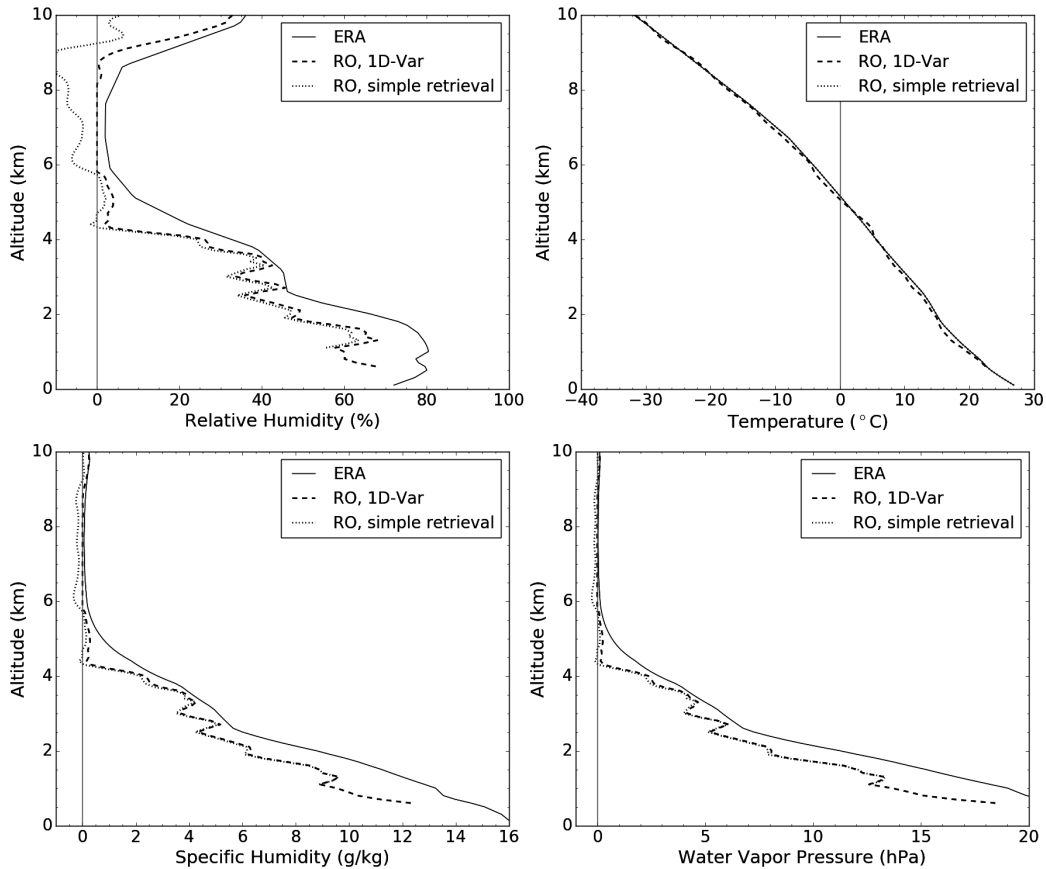 10
8
6
4
2
0
Altitude (km)
ERA
RO, 1D-Var
RO, simple retrieval
0 20 40 60 80 100
Relative Humidity (%)
10
8
6
4
2
0
Altitude (km)
ERA
RO, 1D-Var
RO, simple retrieval
−40 −30 −20 −10 0 10 20 30
Temperature (°C)
10
8
6
4
2
0
Altitude (km)
ERA
RO, 1D-Var
RO, simple retrieval
0 2 4 6 8 10 12 14 16
Specific Humidity (g/kg)
10
8
6
4
2
0
Altitude (km)
ERA
RO, 1D-Var
RO, simple retrieval
0 5 10 15 20
Water Vapor Pressure (hPa)